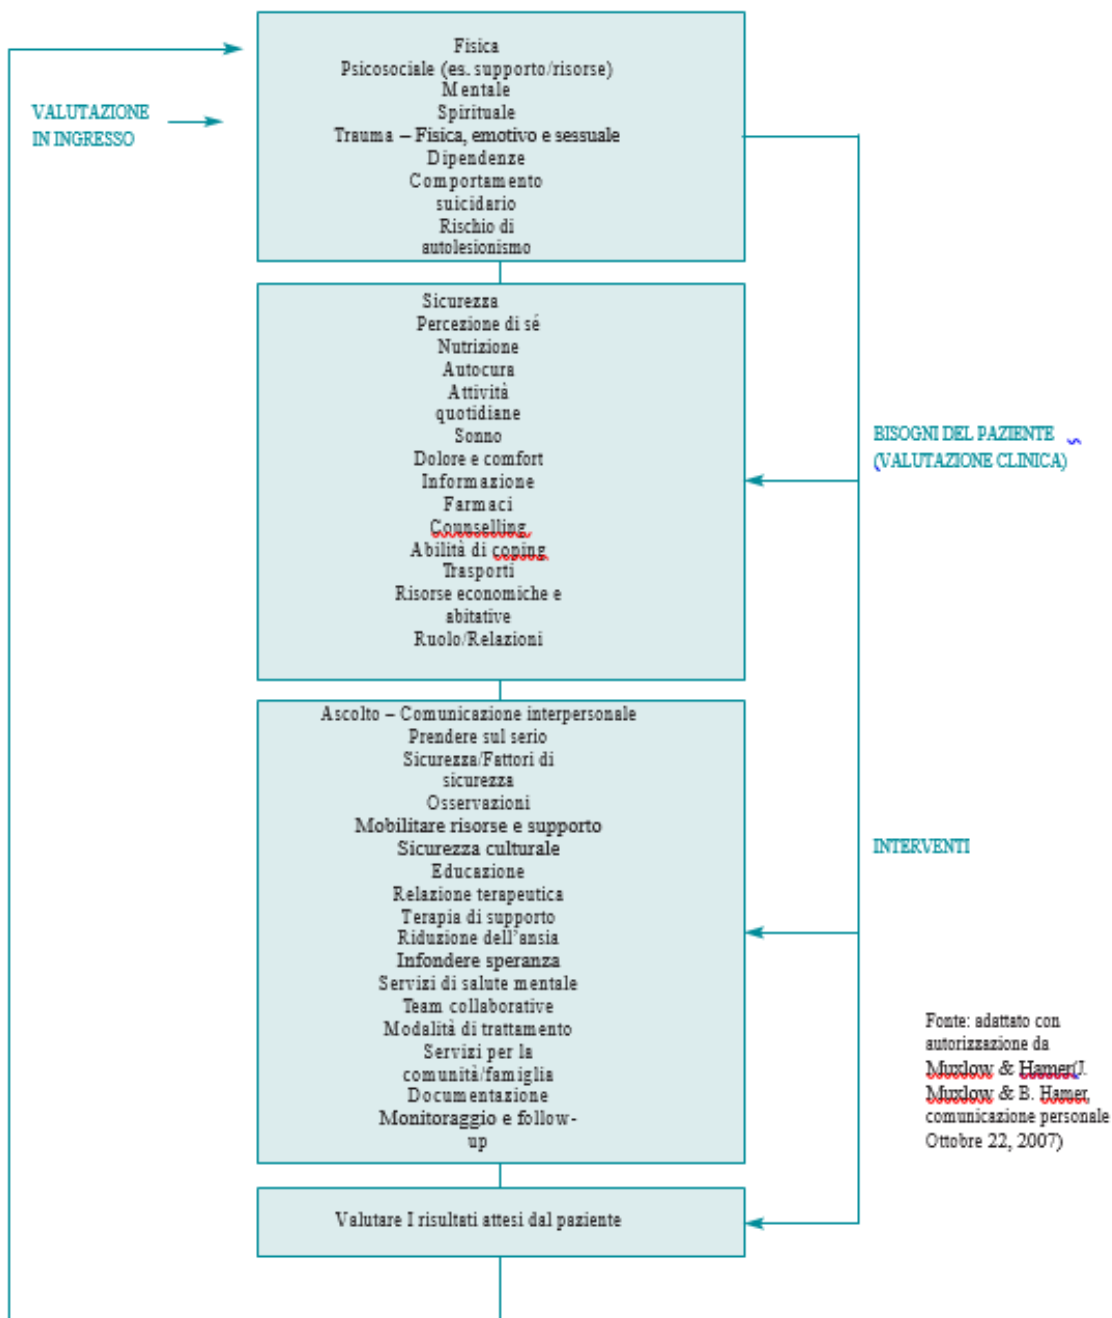 Fisica
Psicosociale (es. supporto/risorse)
Mentale
Spirituale
Trauma – Fisica, emotivo e sessuale
Dipendenze
Comportamento
suicidario
Rischio di
autolesionismo
VALUTAZIONE
IN INGRESSO
Sicurezza
Percezione di sé
Nutrizione
Autocura
Attività
quotidiane
Sonno
Dolore e comfort
Informazione
Farmaci
Counselling
Abilità di coping
Trasporti
Risorse economiche e
abitative
Ruolo/Relazioni
BISOGNI DEL PAZIENTE
(VALUTAZIONE CLINICA)
Ascolto – Comunicazione interpersonale
Prendere sul serio
Sicurezza/Fattori di
sicurezza
Osservazioni
Mobilitare risorse e supporto
Sicurezza culturale
Educazione
Relazione terapeutica
Terapia di supporto
Riduzione dell'ansia
Infondere speranza
Servizi di salute mentale
Team collaborative
Modalità di trattamento
Servizi per la
comunità/famiglia
Documentazione
Monitoraggio e follow-
up
INTERVENTI
Valutare I risultati attesi dal paziente
Fonte: adattato con
autorizzazione da
Muxlow & Hamer(J.
Muxlow & B. Hamer,
comunicazione personale
Ottobre 22, 2007)